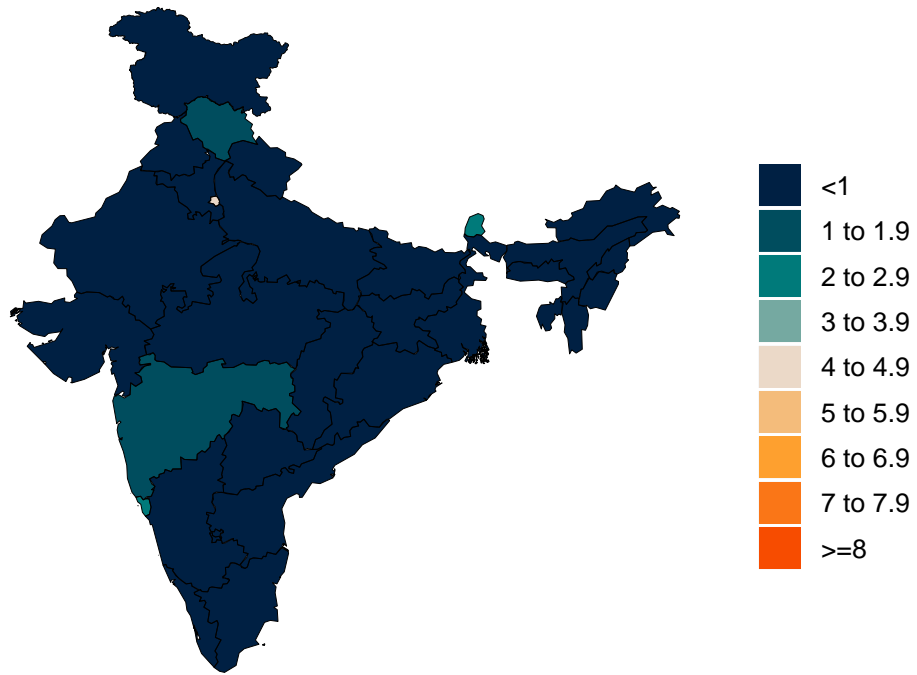 <1
1 to 1.9
2 to 2.9
3 to 3.9
4 to 4.9
5 to 5.9
6 to 6.9
7 to 7.9
>=8